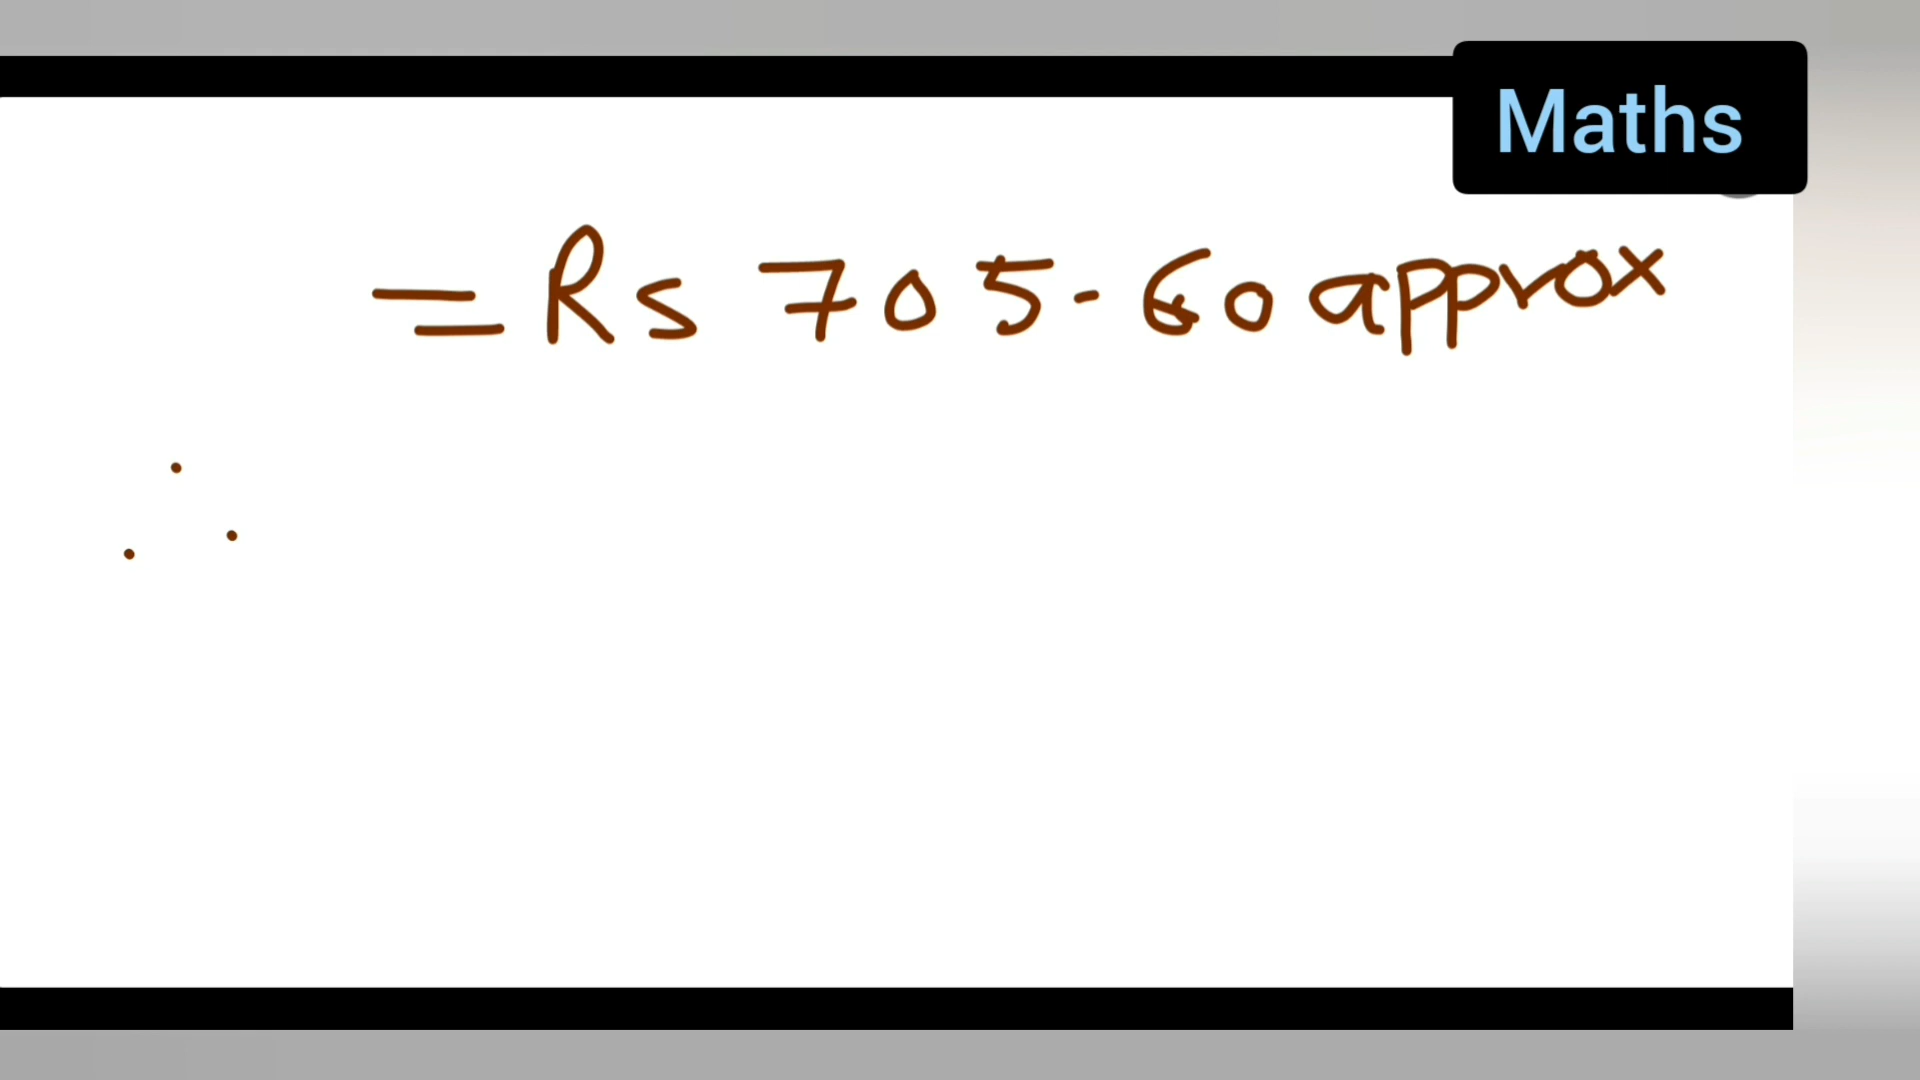 Maths
= Rs 705.60 approx
∴